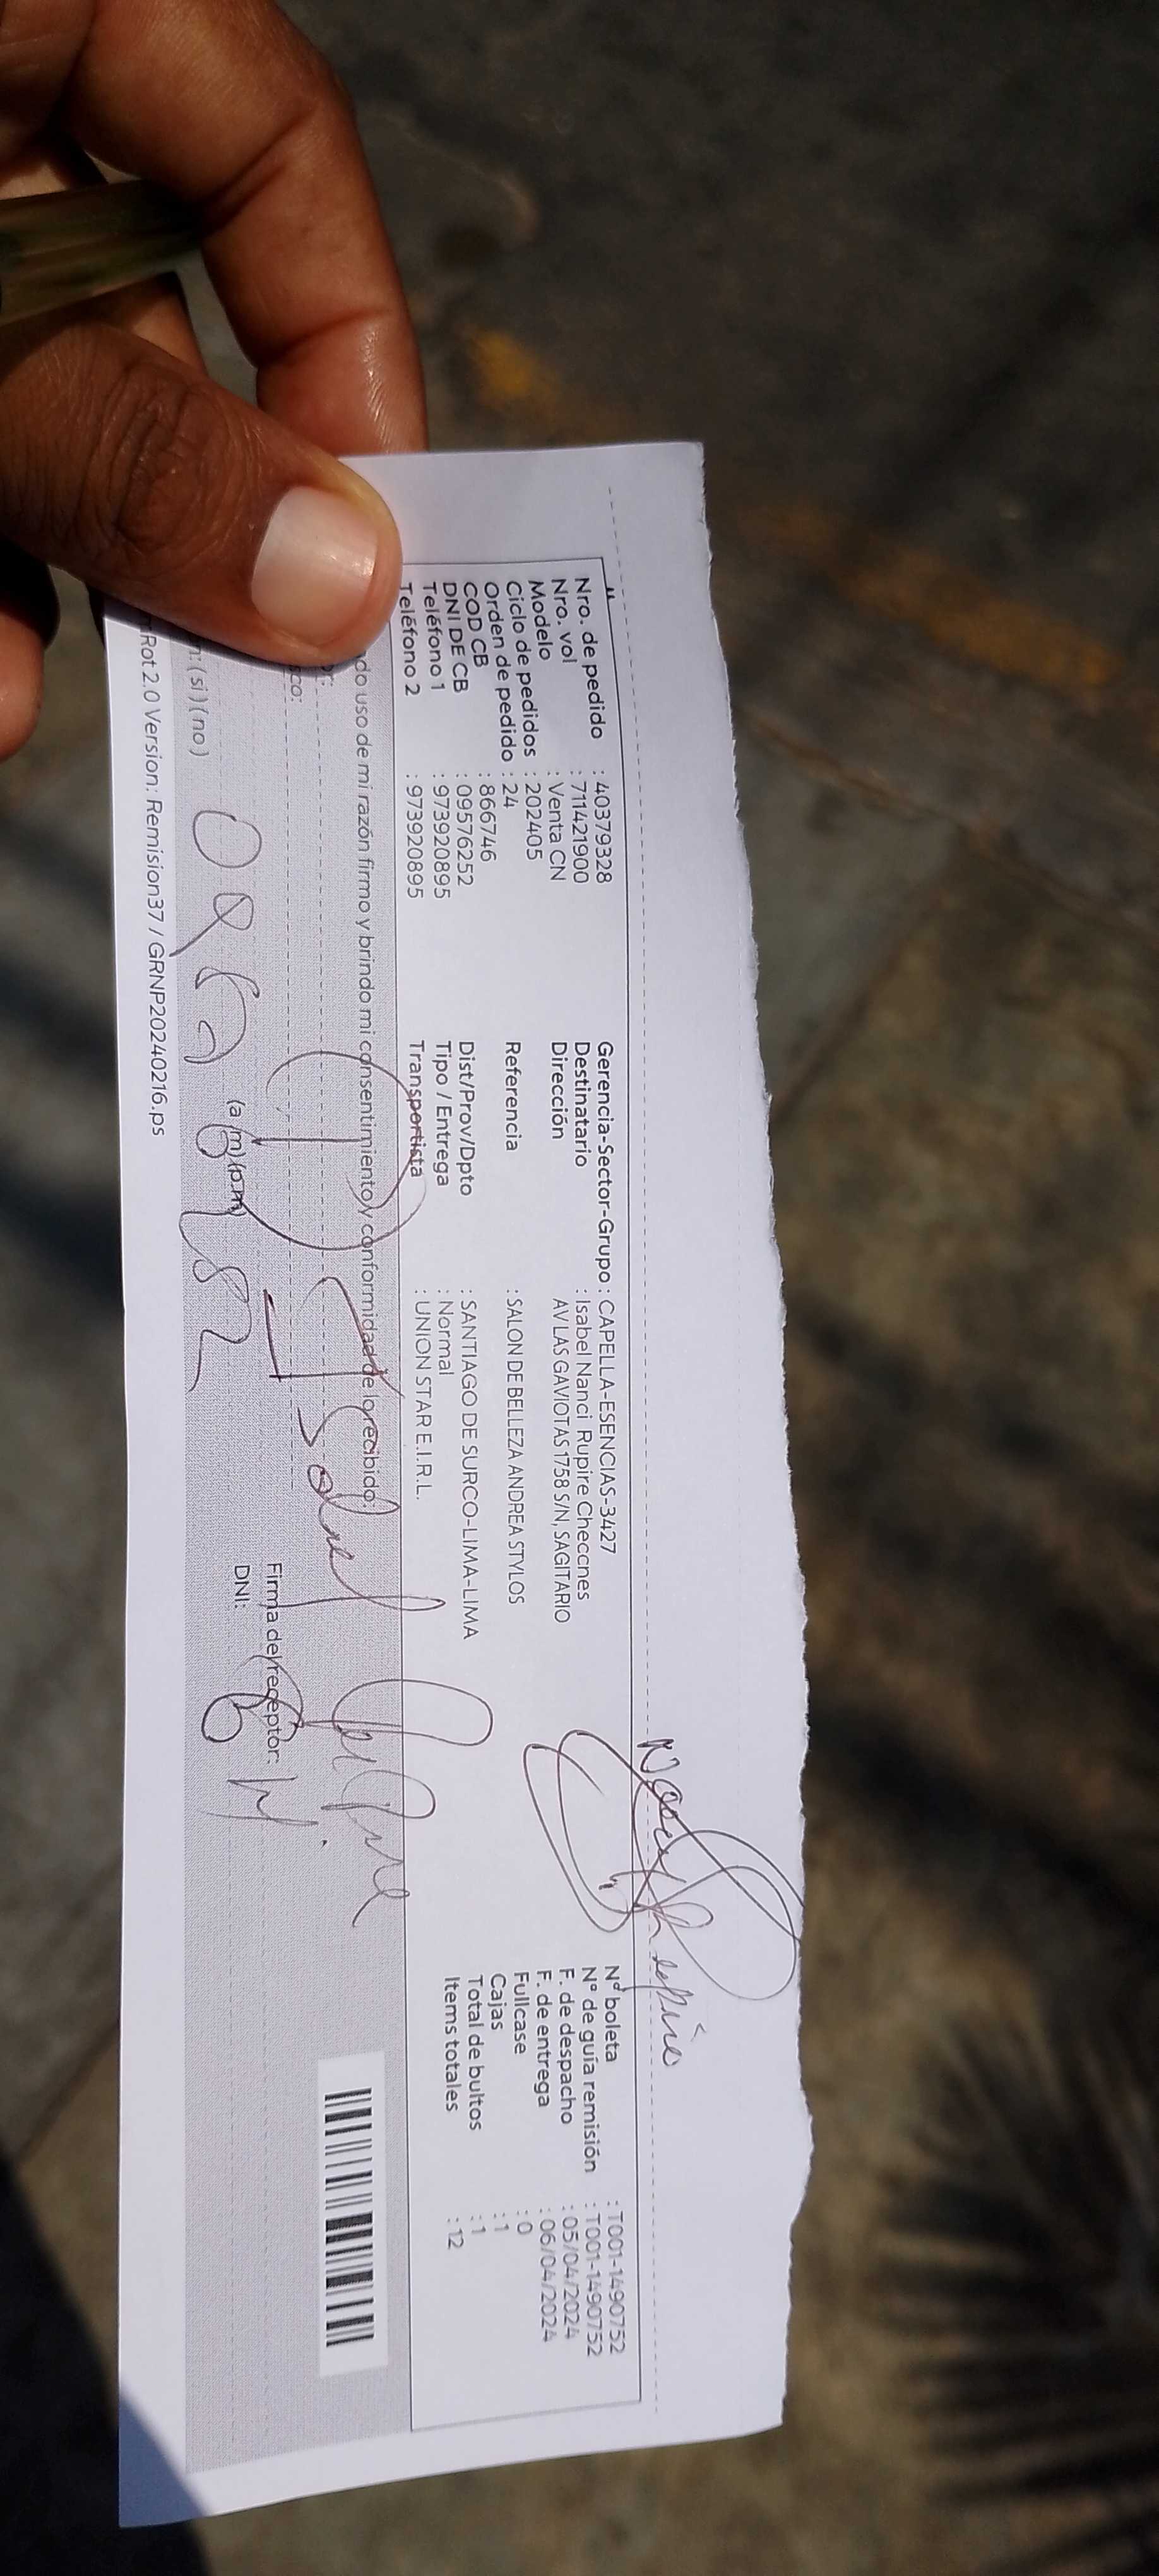 Nro. de pedido : 40379328
Nro. vol : 711421900
Modelo : Venta CN
Ciclo de pedidos : 202405
Orden de pedido : 24
COD CB : 866746
DNI DE CB : 09576252
Teléfono 1 : 973920895
Teléfono 2 : 973920895
Gerencia-Sector-Grupo : CAPELLA-ESENCIAS-3427
Destinatario : Isabel Nanci Rupire Checcnes
Dirección AV LAS GAVIOTAS 1758 S/N, SAGITARIO
Referencia : SALON DE BELLEZA ANDREA STYLOS
Dist/Prov/Dpto : SANTIAGO DE SURCO-LIMA-LIMA
Tipo / Entrega : Normal
Transportista : UNION STAR E.I.R.L.
Nº boleta : T001-1490752
Nº de guía remisión : T001-1490752
F. de despacho : 05/04/2024
F. de entrega : 06/04/2024
Fullcase : 0
Cajas : 1
Total de bultos : 1
Items totales : 12
do uso de mi razón firmo y brindo mi consentimiento y conformidad de lo recibido:
or:
co:
n: (si) (no)
(a.m) (p.m)
Firma del receptor:
DNI:
Rot 2.0 Version: Remision37 / GRNP20240216.ps